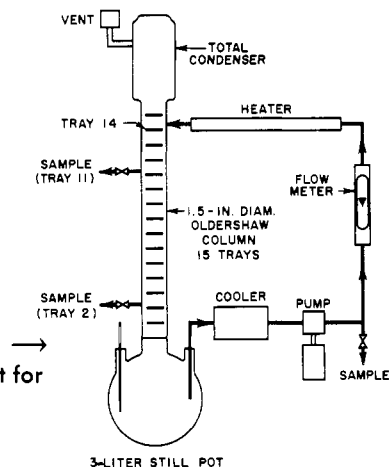 VENT
TOTAL
CONDENSER
TRAY 14
HEATER
SAMPLE
(TRAY 11)
FLOW
METER
1.5-IN. DIAM.
OLDERSHAW
COLUMN
15 TRAYS
SAMPLE
(TRAY 2)
COOLER
PUMP
→
t for
SAMPLE
3-LITER STILL POT